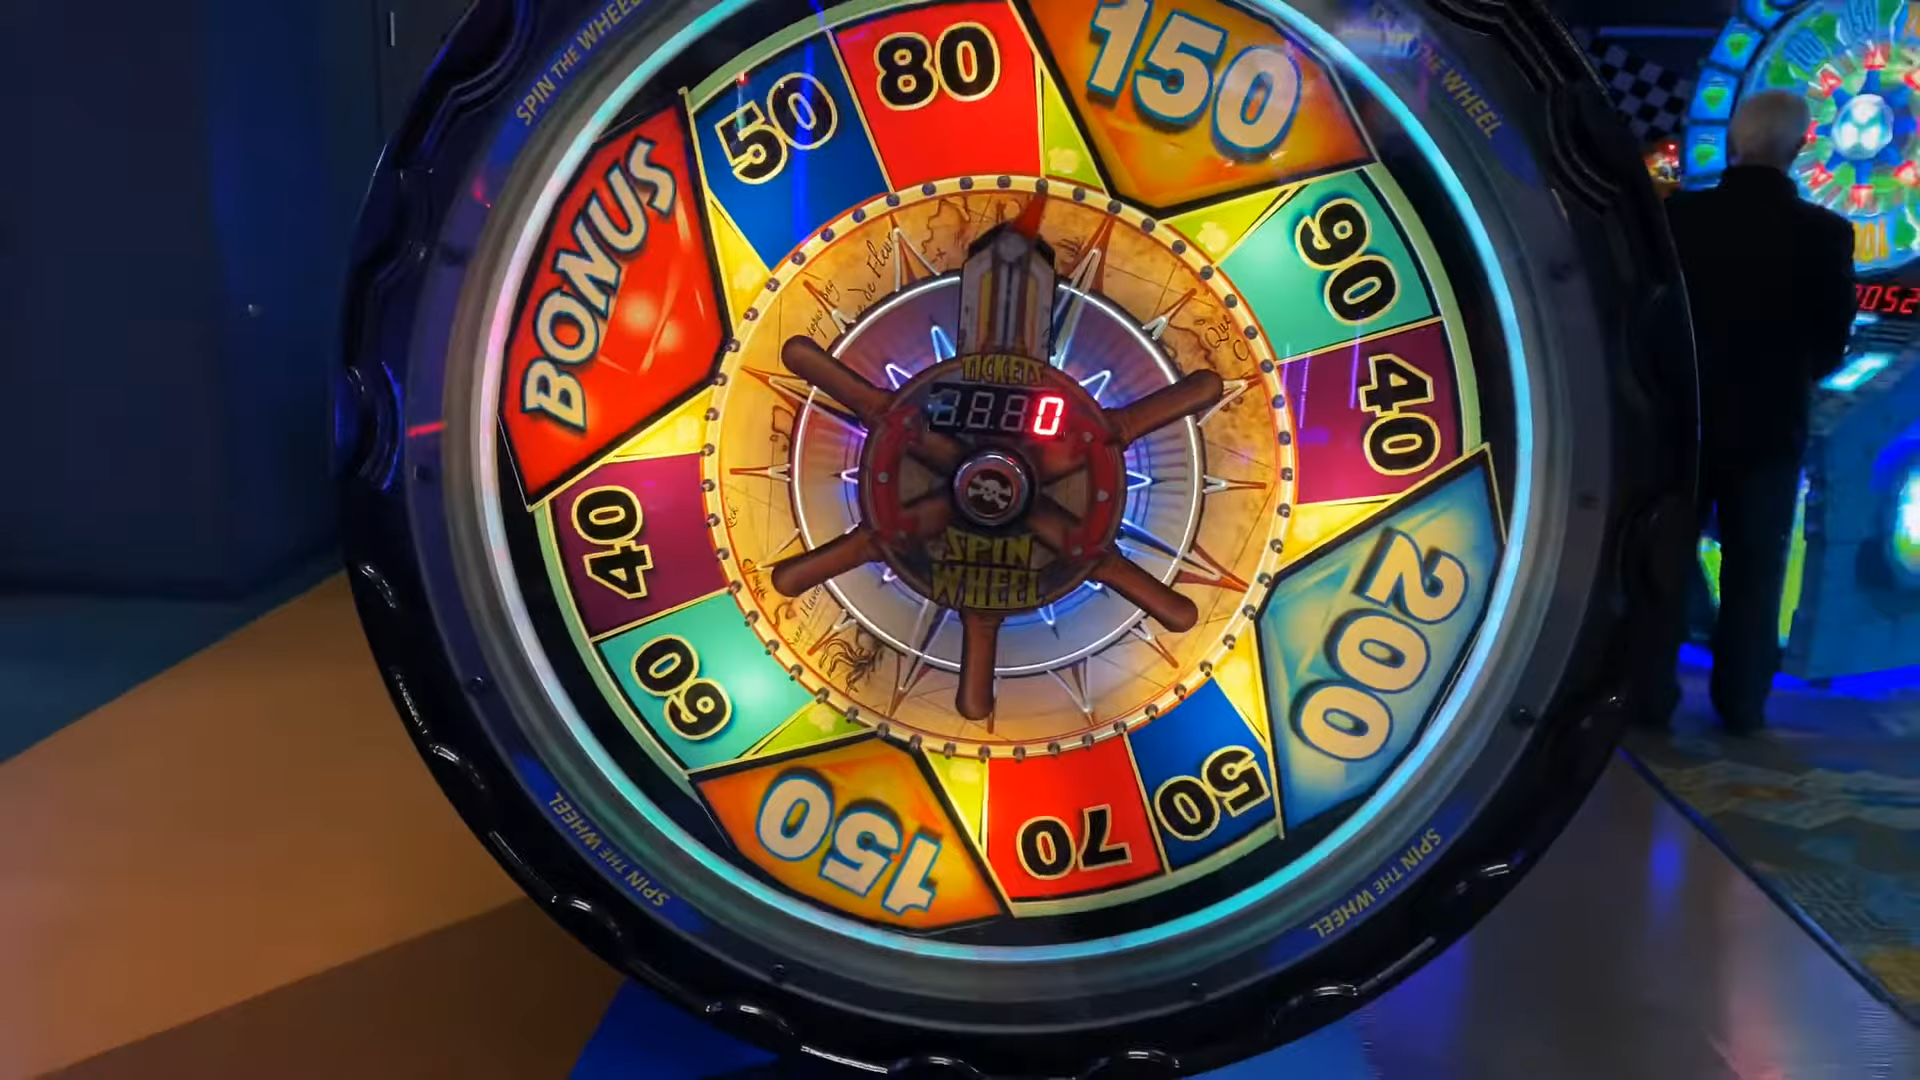 SPIN THE WHEEL
THE WHEEL
80
150
50
BONUS
90
40
TICKETS
0
40
200
SPIN
WHEEL
60
50
150
70
SPIN THE WHEEL
SPIN THE WHEEL